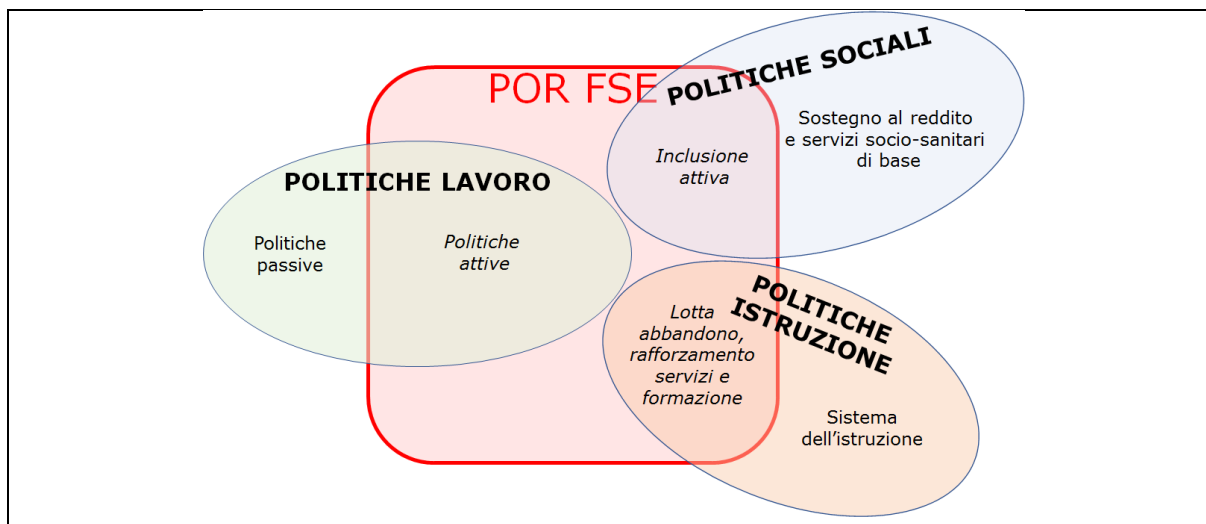 POR FSE
POLITICHE SOCIALI
Sostegno al reddito
e servizi socio-sanitari
di base
Inclusione
attiva
POLITICHE LAVORO
Politiche
passive
Politiche
attive
POLITICHE
ISTRUZIONE
Lotta
abbandono,
rafforzamento
servizi e
formazione
Sistema
dell’istruzione